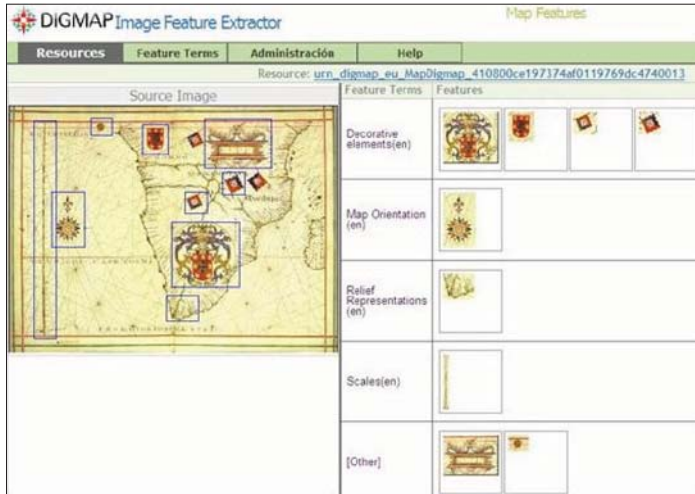 DiGMAP Image Feature Extractor
Map Features
Resources Feature Terms Administración Help
Resource: urn_digmap_eu_MapDigmap_410800ce197374af0119769dc4740013
Source Image
Feature Terms Features
Decorative
elements(en)
Map Orientation
(en)
Relief
Representations
(en)
Scales(en)
[Other]